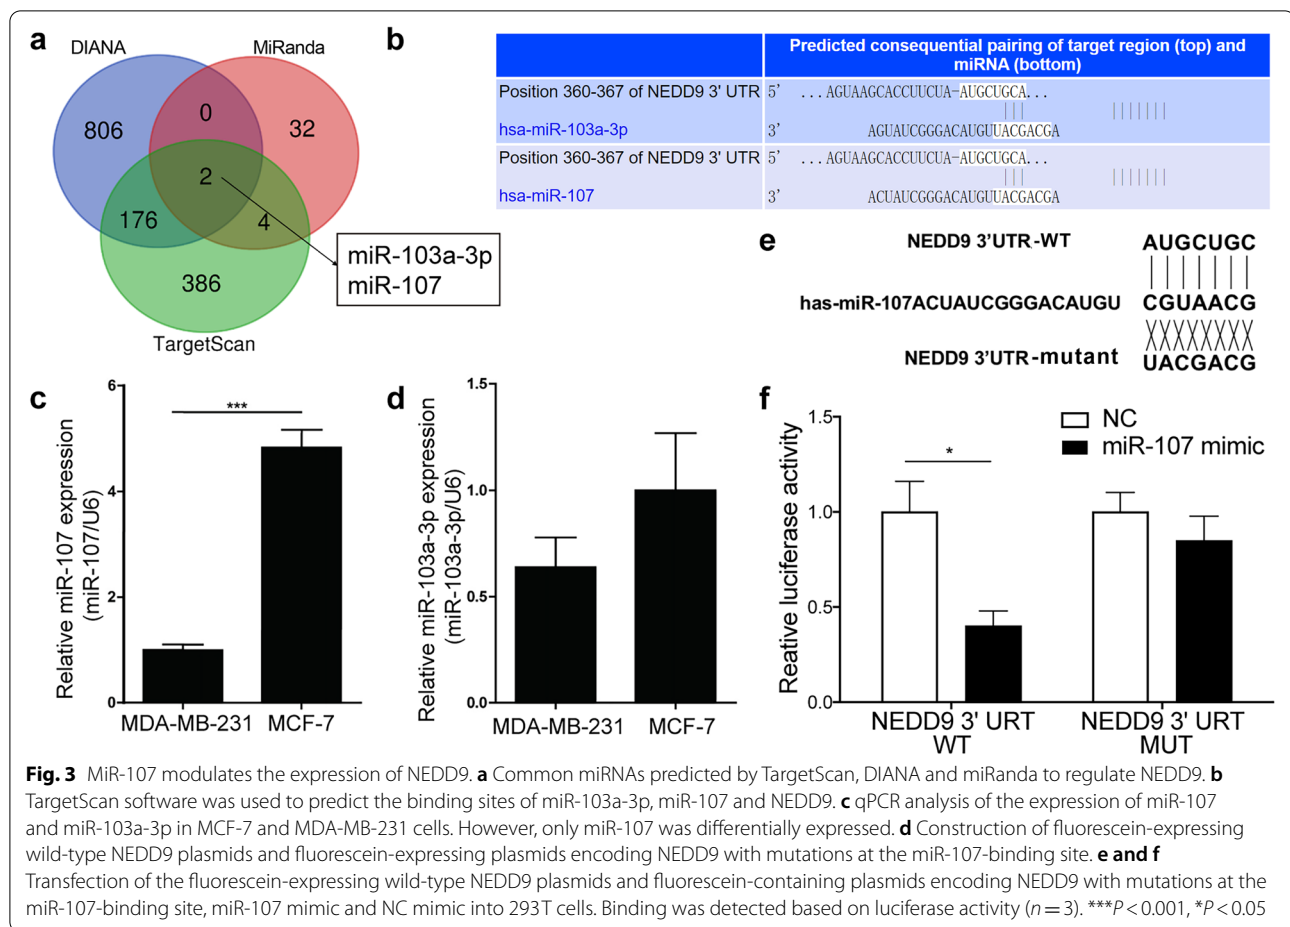 a
DIANA
MiRanda
806
0
32
2
176
4
386
TargetScan
miR-103a-3p
miR-107
b
Predicted consequential pairing of target region (top) and
miRNA (bottom)
Position 360-367 of NEDD9 3' UTR 5' ...AGUAAGCACCUUCUA-AUGCUGCA...
hsa-miR-103a-3p 3' AGUAUCGGGACAUGUUACGACGA
Position 360-367 of NEDD9 3' UTR 5' ...AGUAAGCACCUUCUA-AUGCUGCA...
hsa-miR-107 3' ACUAUCGGGACAUGUUACGACGA
e
NEDD9 3'UTR-WT AUGCUGC
has-miR-107ACUAUCGGGACAUGU CGUAACG
NEDD9 3'UTR-mutant UACGACG
c
Relative miR-107 expression
(miR-107/U6)
6
4
2
0
***
MDA-MB-231 MCF-7
d
Relative miR-103a-3p expression
(miR-103a-3p/U6)
1.5
1.0
0.5
0.0
MDA-MB-231 MCF-7
f
Reative luciferase activity
1.5
1.0
0.5
0.0
*
NC
miR-107 mimic
NEDD9 3' URT
WT
NEDD9 3' URT
MUT
Fig. 3 MiR-107 modulates the expression of NEDD9. a Common miRNAs predicted by TargetScan, DIANA and miRanda to regulate NEDD9. b
TargetScan software was used to predict the binding sites of miR-103a-3p, miR-107 and NEDD9. c qPCR analysis of the expression of miR-107
and miR-103a-3p in MCF-7 and MDA-MB-231 cells. However, only miR-107 was differentially expressed. d Construction of fluorescein-expressing
wild-type NEDD9 plasmids and fluorescein-expressing plasmids encoding NEDD9 with mutations at the miR-107-binding site. e and f
Transfection of the fluorescein-expressing wild-type NEDD9 plasmids and fluorescein-containing plasmids encoding NEDD9 with mutations at the
miR-107-binding site, miR-107 mimic and NC mimic into 293T cells. Binding was detected based on luciferase activity (n = 3). ***P < 0.001, *P < 0.05